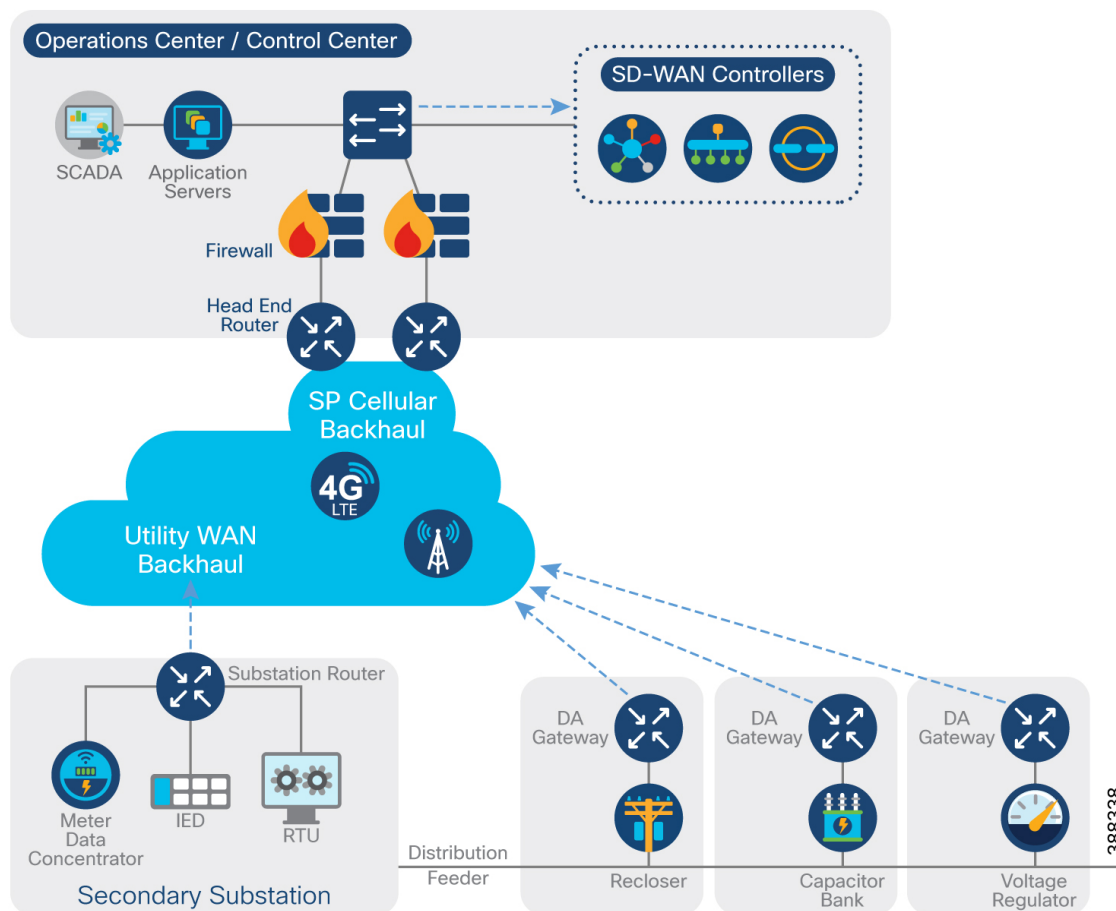 Operations Center / Control Center
SD-WAN Controllers
SCADA
Application
Servers
Firewall
Head End
Router
SP Cellular
Backhaul
4G
LTE
Utility WAN
Backhaul
Substation Router
Meter
Data
Concentrator
IED
RTU
Secondary Substation
DA
Gateway
DA
Gateway
DA
Gateway
Distribution
Feeder
Recloser
Capacitor
Bank
Voltage
Regulator
388338